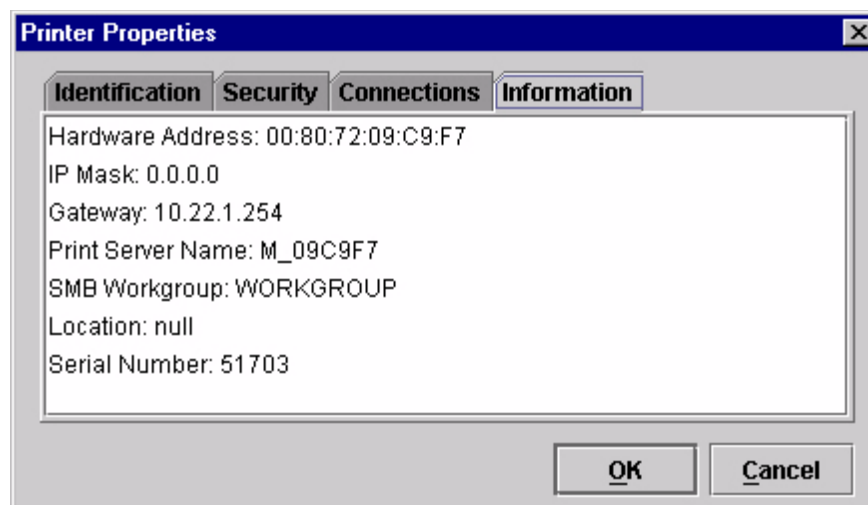 Printer Properties
Identification Security Connections Information
Hardware Address: 00:80:72:09:C9:F7
IP Mask: 0.0.0.0
Gateway: 10.22.1.254
Print Server Name: M_09C9F7
SMB Workgroup: WORKGROUP
Location: null
Serial Number: 51703
OK Cancel